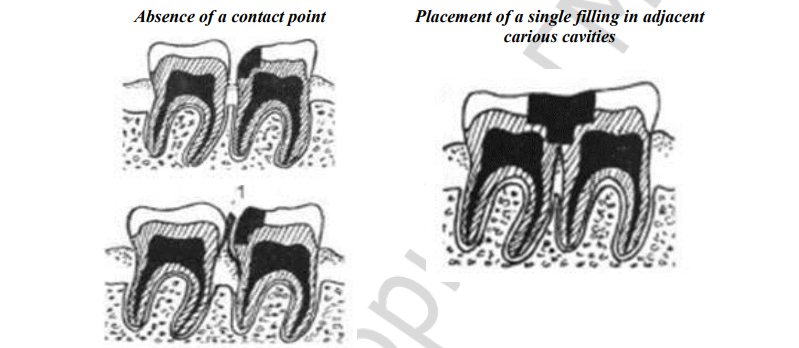 Absence of a contact point
Placement of a single filling in adjacent
carious cavities
1